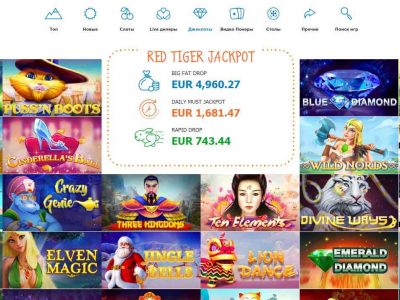 Топ
Новые
Слоты
Live дилеры
Джекпоты
Видео Покеры
Столы
Прочие
Поиск игр
RED TIGER JACKPOT
BIG FAT DROP
EUR 4,960.27
DAILY MUST JACKPOT
EUR 1,681.47
RAPID DROP
EUR 743.44
PUSS'N BOOTS
BLUE DIAMOND
CINDERELLA'S BALL
WILD NORDS
Crazy
Genie
THREE KINGDOMS
Ten Elements
DIVINE WAYS
ELVEN
MAGIC
JINGLE
BELLS
LION
DANCE
EMERALD
DIAMOND